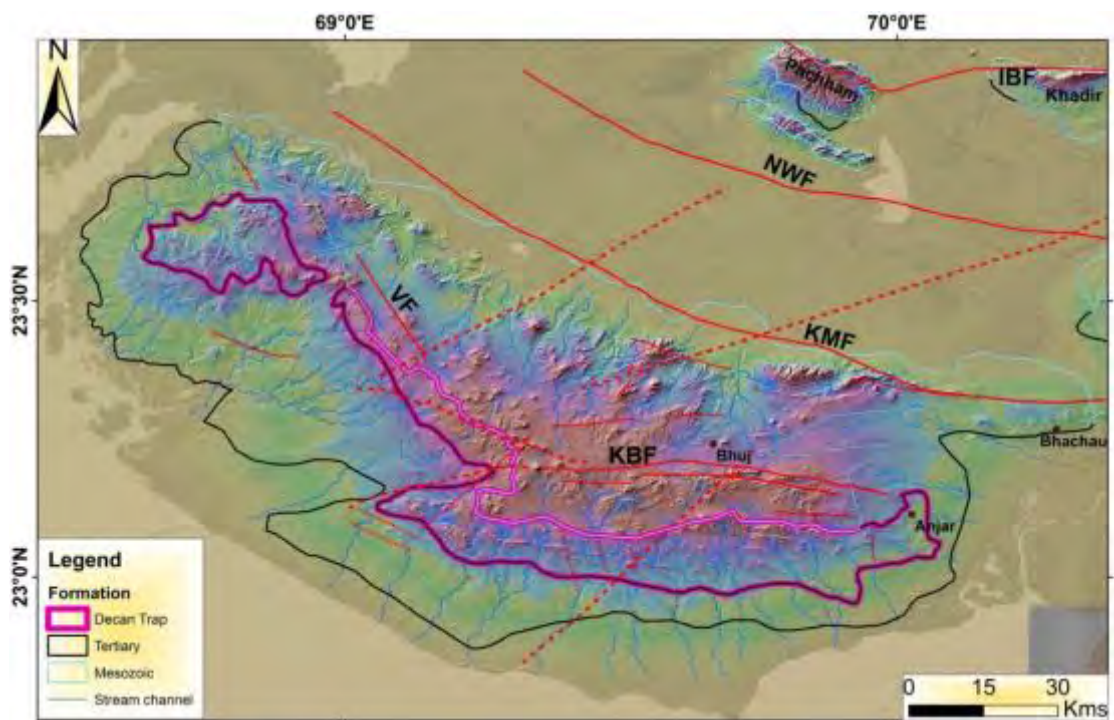 69°0'E
70°0'E
N
Pachham
IBF
Khadir
NWF
23°30'N
VF
KMF
Bhachau
Bhuj
KBF
Anjar
23°0'N
Legend
Formation
Decan Trap
Tertiary
Mesozoic
Stream channel
0 15 30
Kms